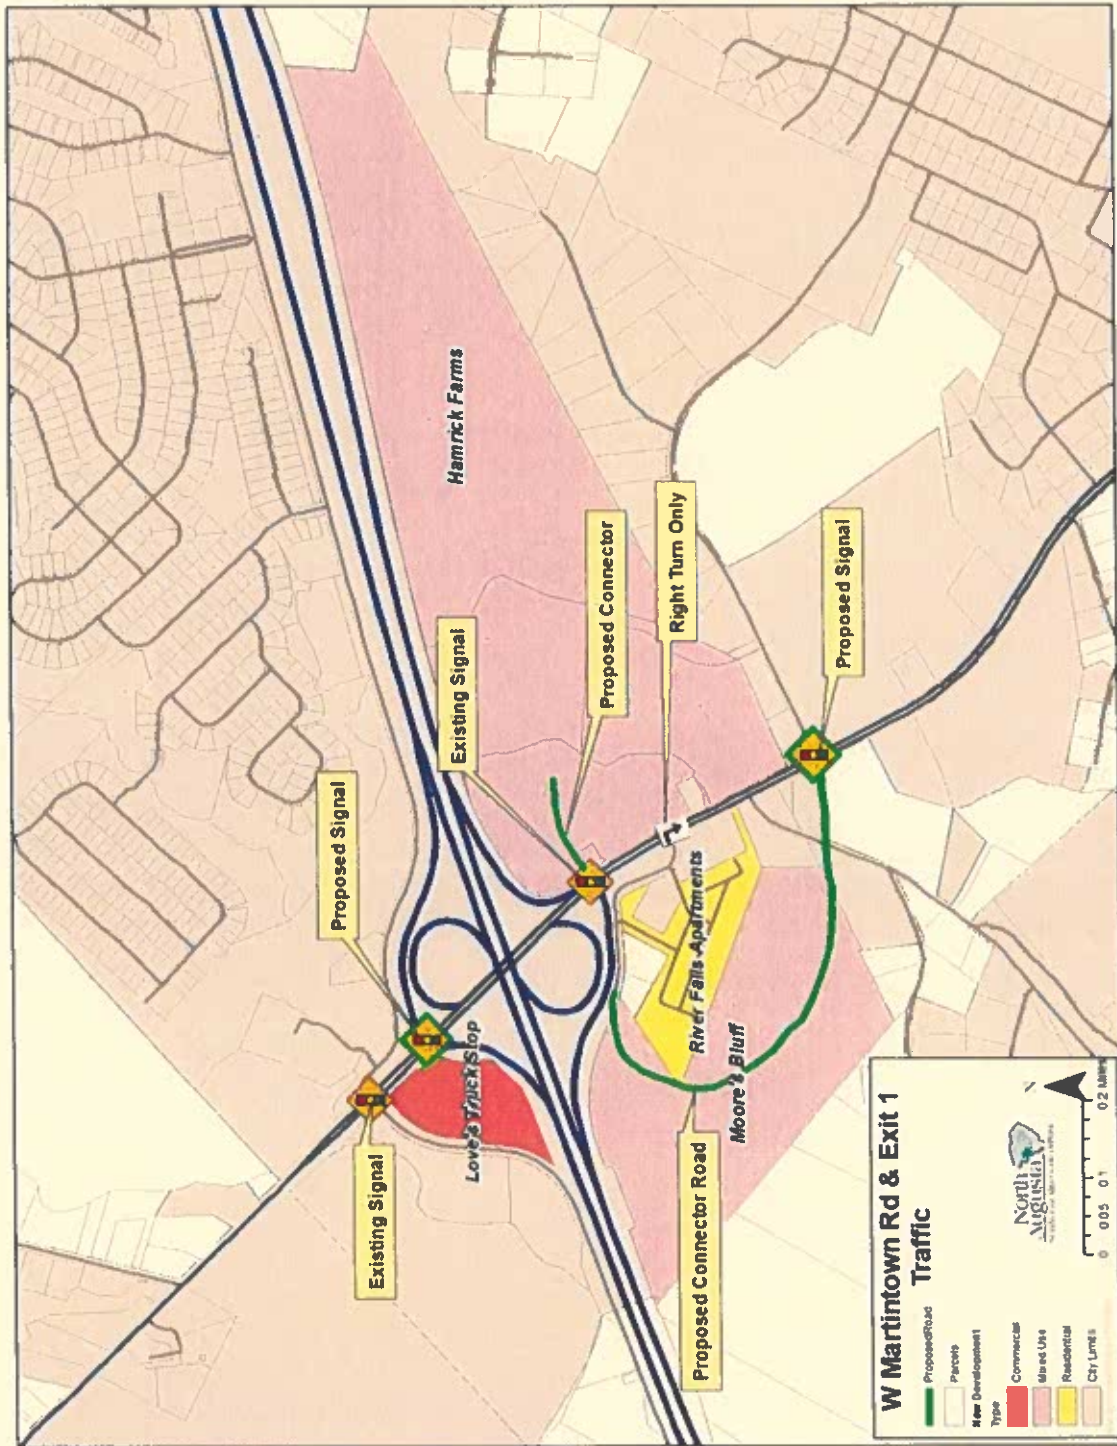 Hamrick Farms
Proposed Signal
Existing Signal
Proposed Connector
Right Turn Only
Proposed Signal
Existing Signal
Love's Truck Stop
River Falls Apartments
Moore's Bluff
Proposed Connector Road
W Martintown Rd & Exit 1
Traffic
ProposedRoad
Parcels
New Development
Type
Commercial
Mixed Use
Residential
City Limits
North
Augusta
N
0 0.05 0.1 0.2 Miles